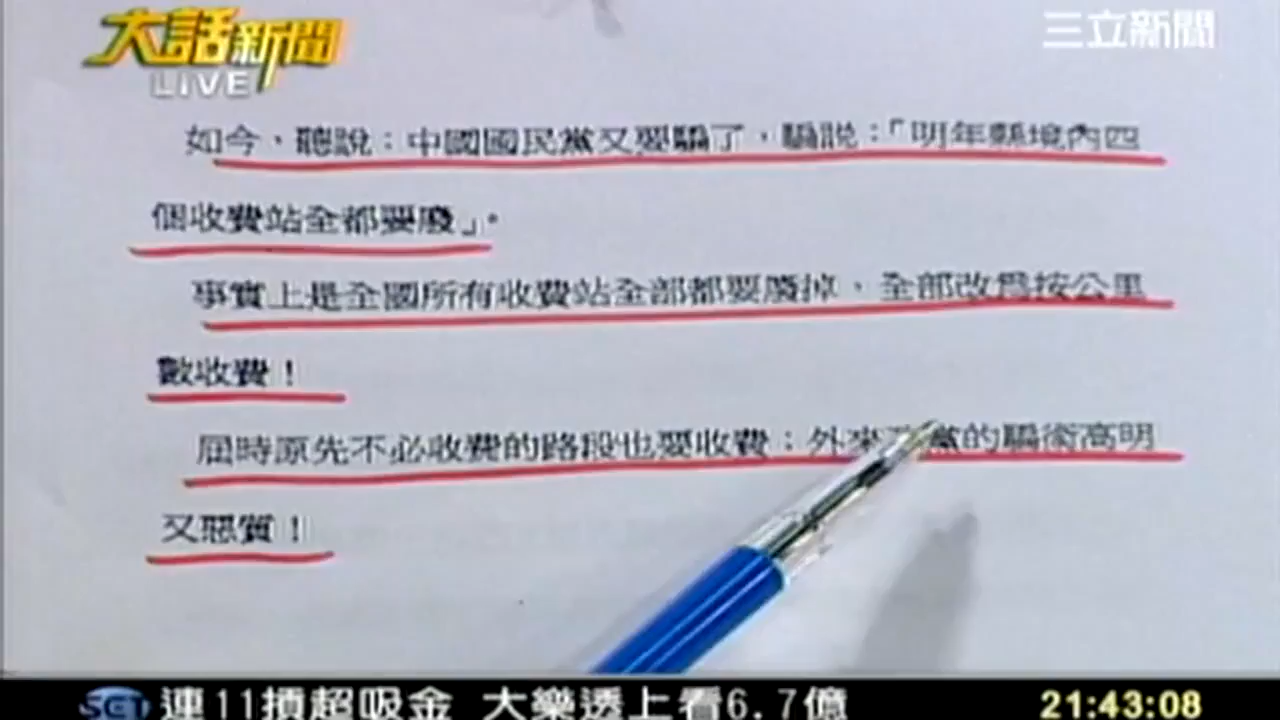 大話新聞
LIVE
三立新聞
如今，聽說：中國國民黨又要騙了，騙說：「明年縣境內四
個收費站全都要廢」。
事實上是全國所有收費站全部都要廢掉，全部改為按公里
數收費！
屆時原先不必收費的路段也要收費；外來 黨的騙術高明
又惡質！
SET 連11摃超吸金 大樂透上看6.7億
21:43:08